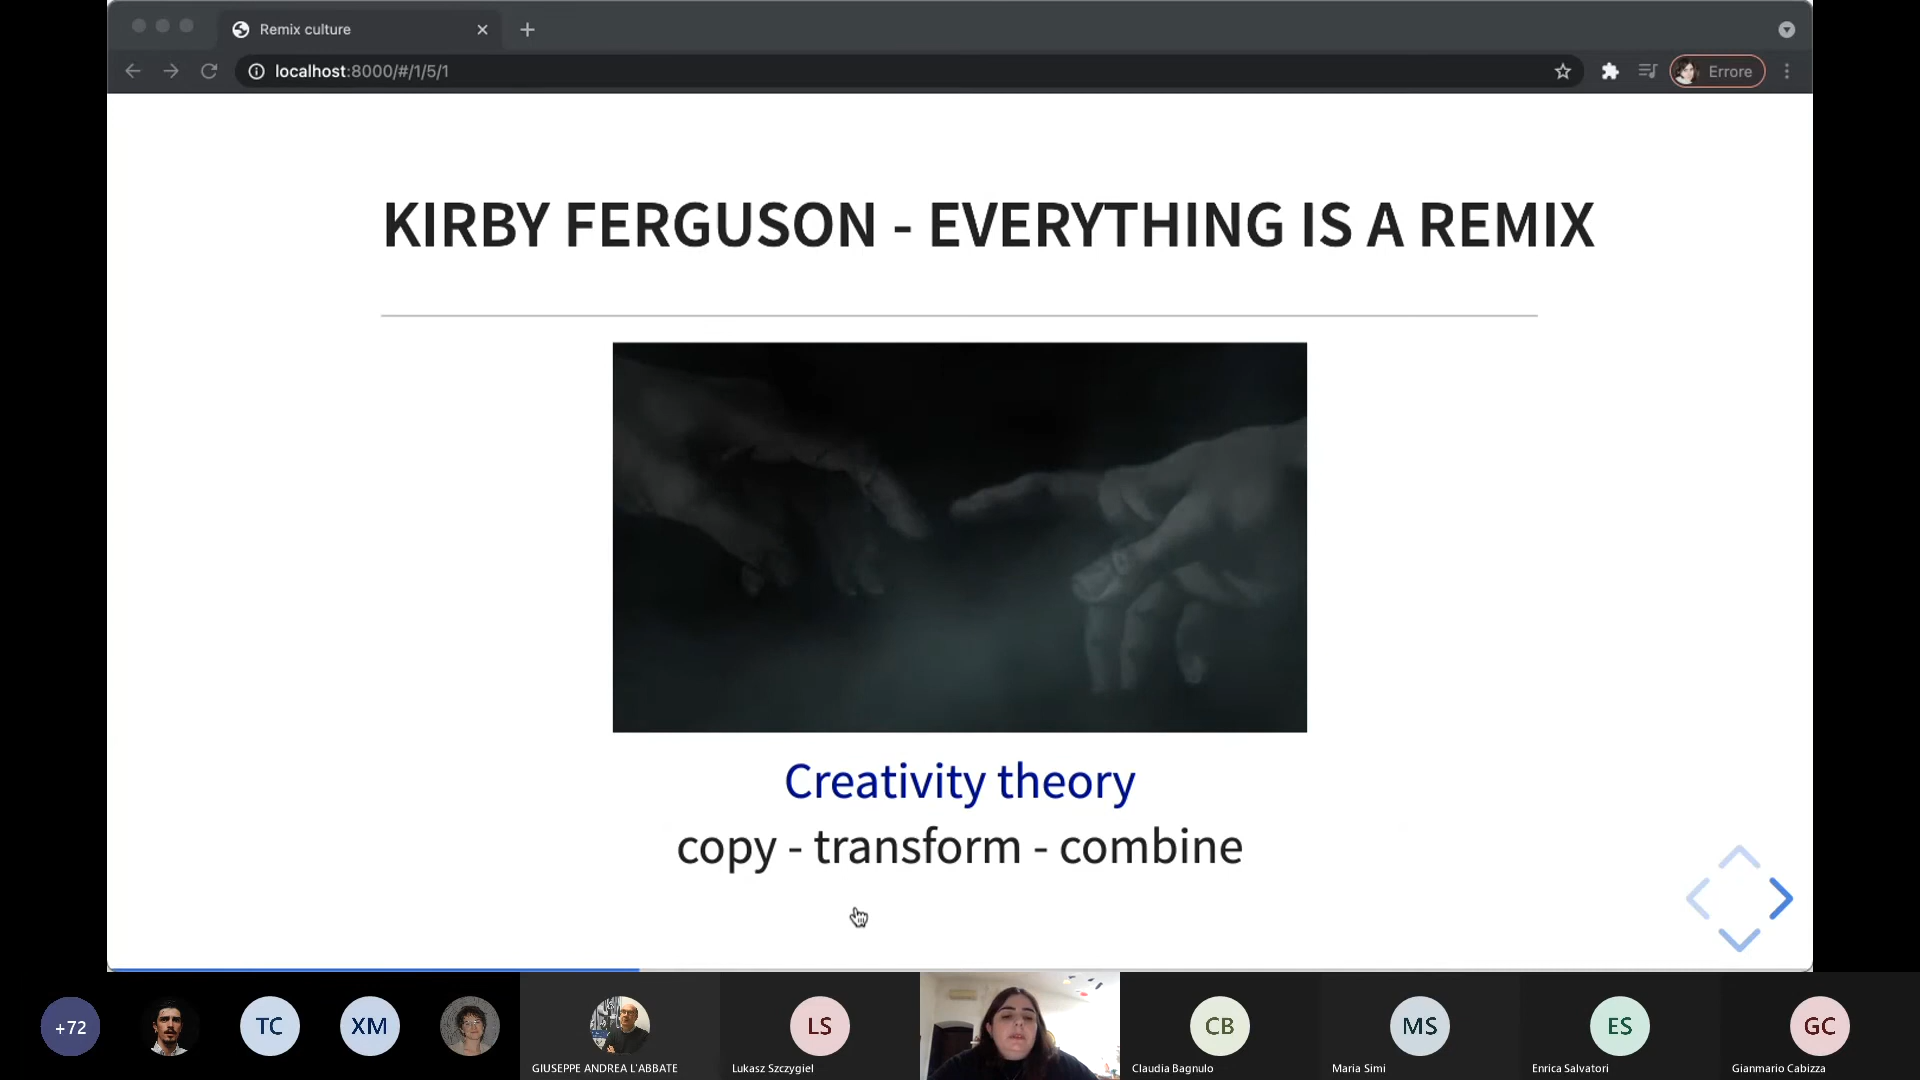 Remix culture
localhost:8000/#/1/5/1
Errore
KIRBY FERGUSON - EVERYTHING IS A REMIX
Creativity theory
copy - transform - combine
+72
TC
XM
GIUSEPPE ANDREA L'ABBATE
LS
Lukasz Szczygiel
CB
Claudia Bagnulo
MS
Maria Simi
ES
Enrica Salvatori
GC
Gianmario Cabizza